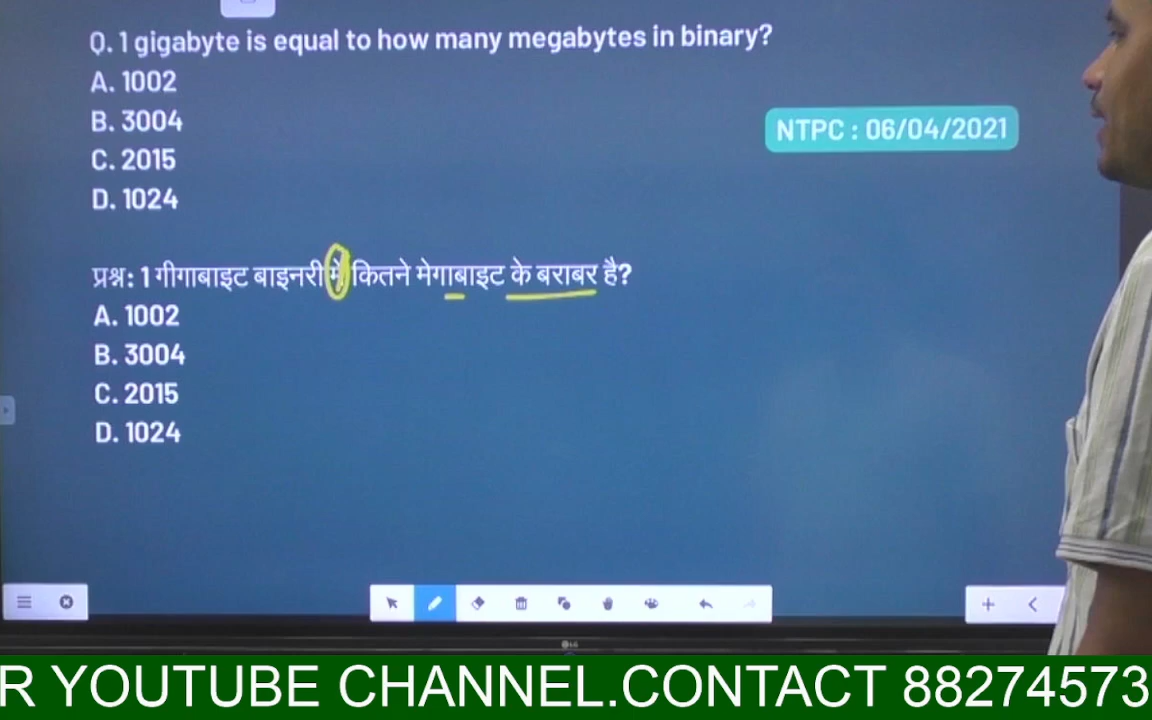 Q. 1 gigabyte is equal to how many megabytes in binary?
A. 1002
B. 3004
C. 2015
D. 1024
NTPC : 06/04/2021
प्रश्न: 1 गीगाबाइट बाइनरी में कितने मेगाबाइट के बराबर है?
A. 1002
B. 3004
C. 2015
D. 1024
LG
R YOUTUBE CHANNEL.CONTACT 88274573